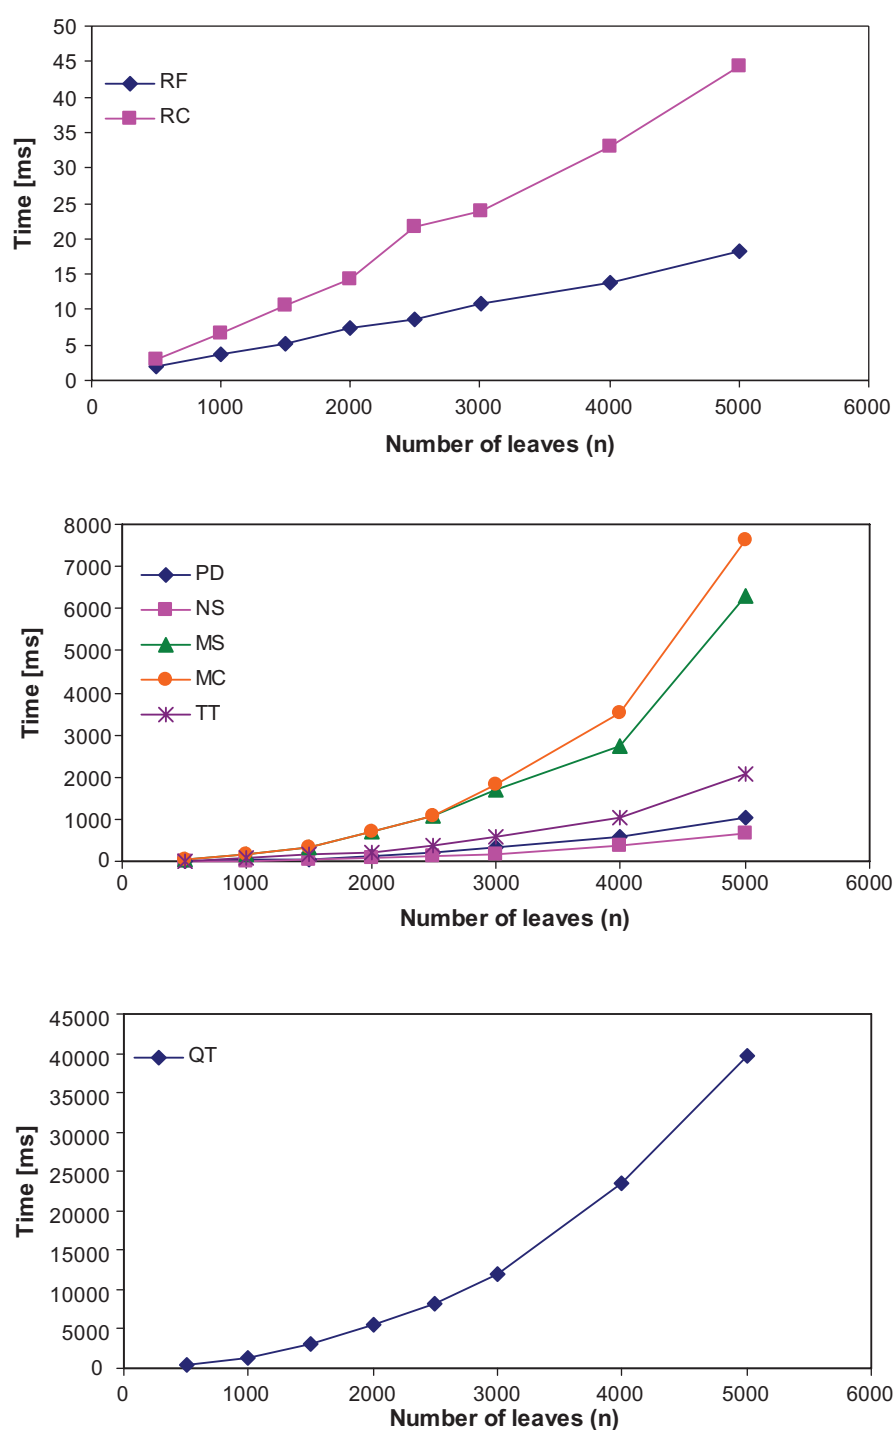 50
45
40
35
30
25
20
15
10
5
0
RF
RC
Time [ms]
0 1000 2000 3000 4000 5000 6000
Number of leaves (n)
8000
7000
6000
5000
4000
3000
2000
1000
0
PD
NS
MS
MC
TT
Time [ms]
0 1000 2000 3000 4000 5000 6000
Number of leaves (n)
45000
40000
35000
30000
25000
20000
15000
10000
5000
0
QT
Time [ms]
0 1000 2000 3000 4000 5000 6000
Number of leaves (n)